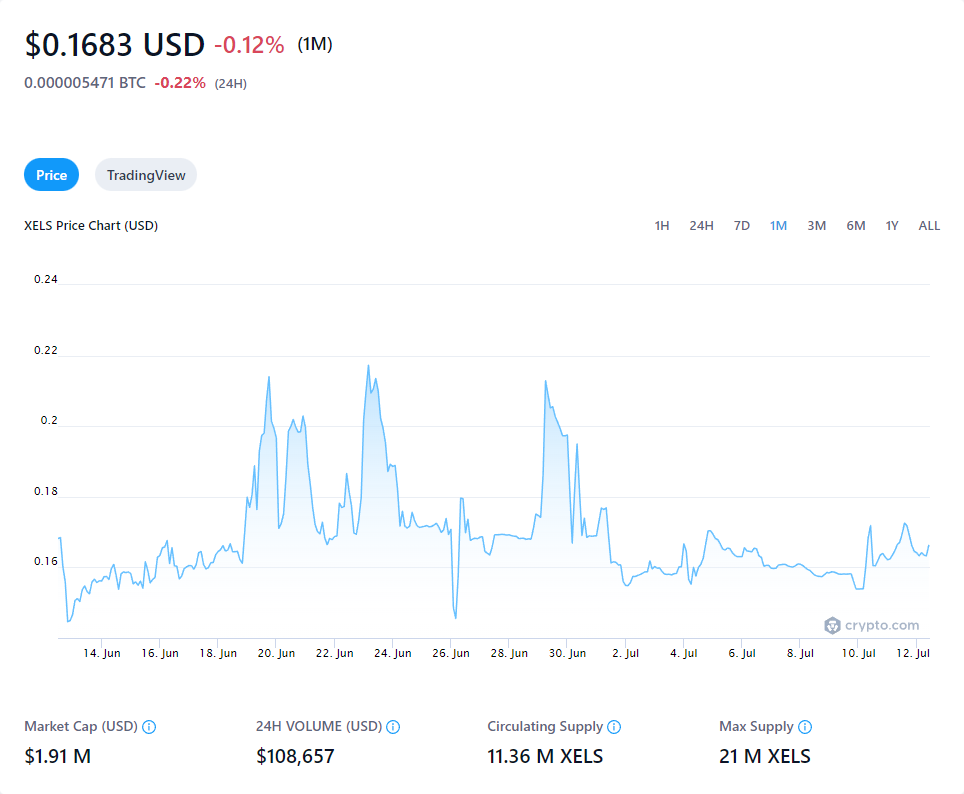 $0.1683 USD -0.12% (1M)
0.000005471 BTC -0.22% (24H)
Price TradingView
XELS Price Chart (USD) 1H 24H 7D 1M 3M 6M 1Y ALL
0.24
0.22
0.2
0.18
0.16
crypto.com
14. Jun 16. Jun 18. Jun 20. Jun 22. Jun 24. Jun 26. Jun 28. Jun 30. Jun 2. Jul 4. Jul 6. Jul 8. Jul 10. Jul 12. Jul
Market Cap (USD) 24H VOLUME (USD) Circulating Supply Max Supply
$1.91 M $108,657 11.36 M XELS 21 M XELS